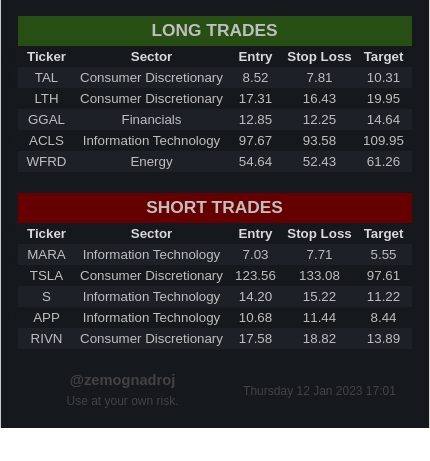 LONG TRADES
Ticker Sector Entry Stop Loss Target
TAL Consumer Discretionary 8.52 7.81 10.31
LTH Consumer Discretionary 17.31 16.43 19.95
GGAL Financials 12.85 12.25 14.64
ACLS Information Technology 97.67 93.58 109.95
WFRD Energy 54.64 52.43 61.26
SHORT TRADES
Ticker Sector Entry Stop Loss Target
MARA Information Technology 7.03 7.71 5.55
TSLA Consumer Discretionary 123.56 133.08 97.61
S Information Technology 14.20 15.22 11.22
APP Information Technology 10.68 11.44 8.44
RIVN Consumer Discretionary 17.58 18.82 13.89
@zemognadroj
Use at your own risk.
Thursday 12 Jan 2023 17:01